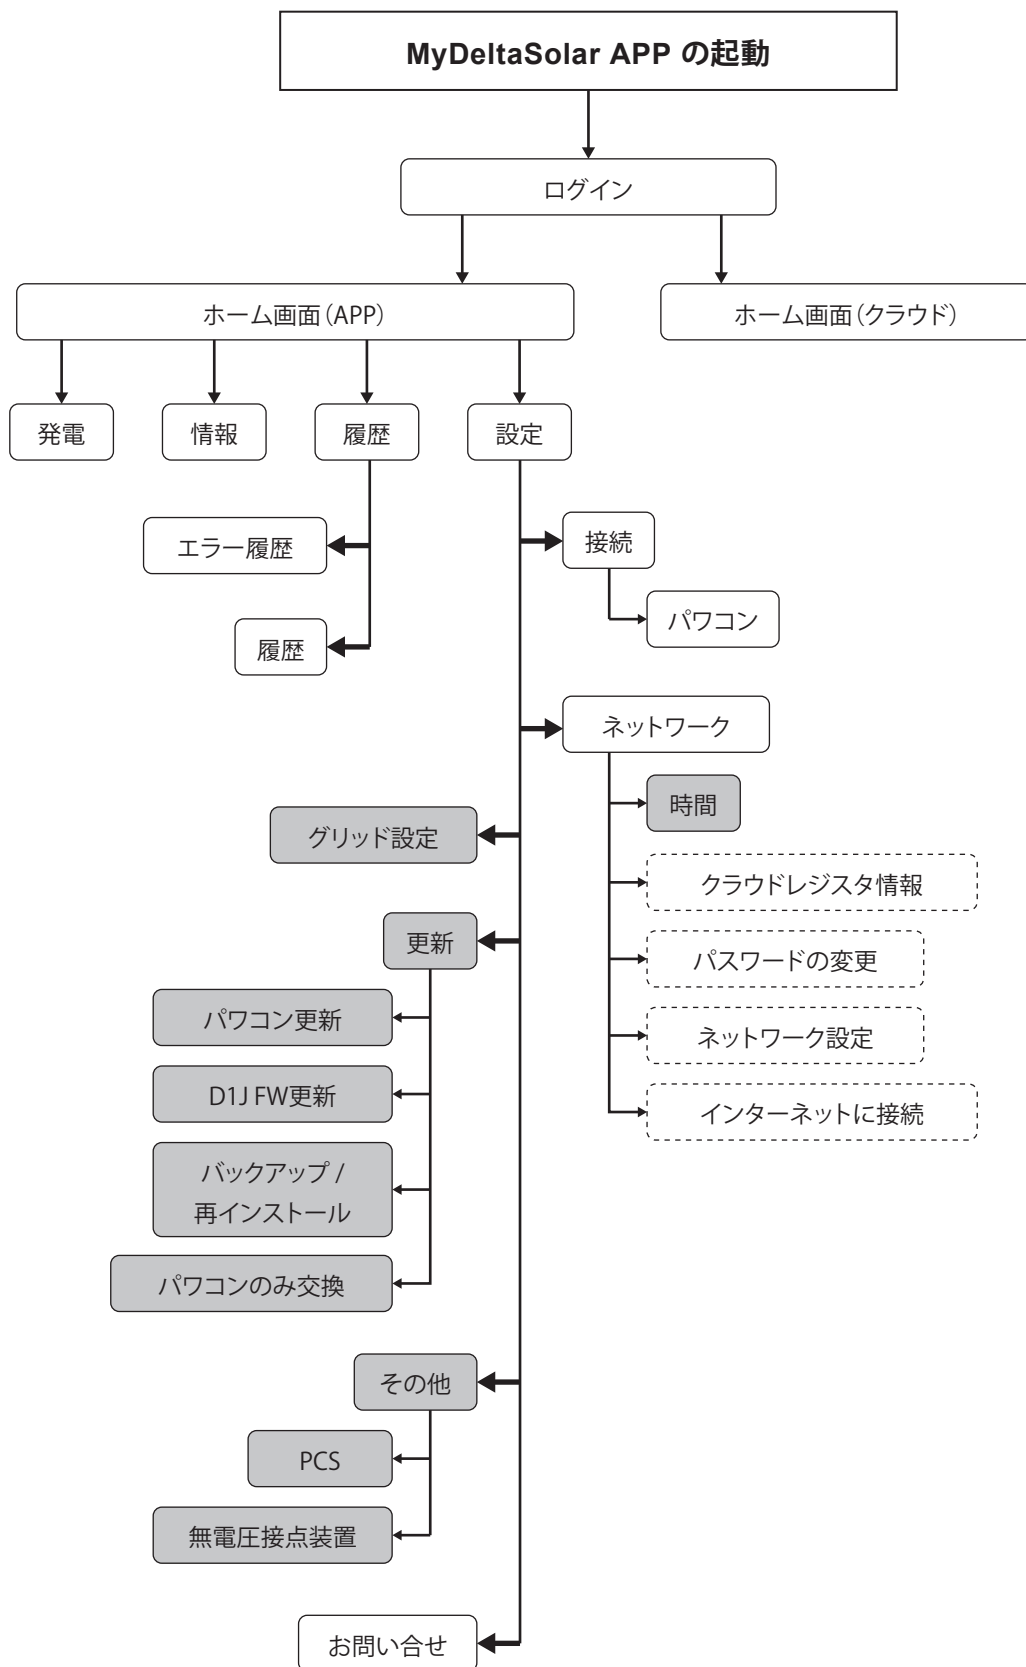 MyDeltaSolar APP の起動
ログイン
ホーム画面（APP）
ホーム画面（クラウド）
発電
情報
履歴
設定
エラー履歴
履歴
接続
パワコン
ネットワーク
時間
クラウドレジスタ情報
パスワードの変更
ネットワーク設定
インターネットに接続
グリッド設定
更新
パワコン更新
D1J FW更新
バックアップ /
再インストール
パワコンのみ交換
その他
PCS
無電圧接点装置
お問い合せ